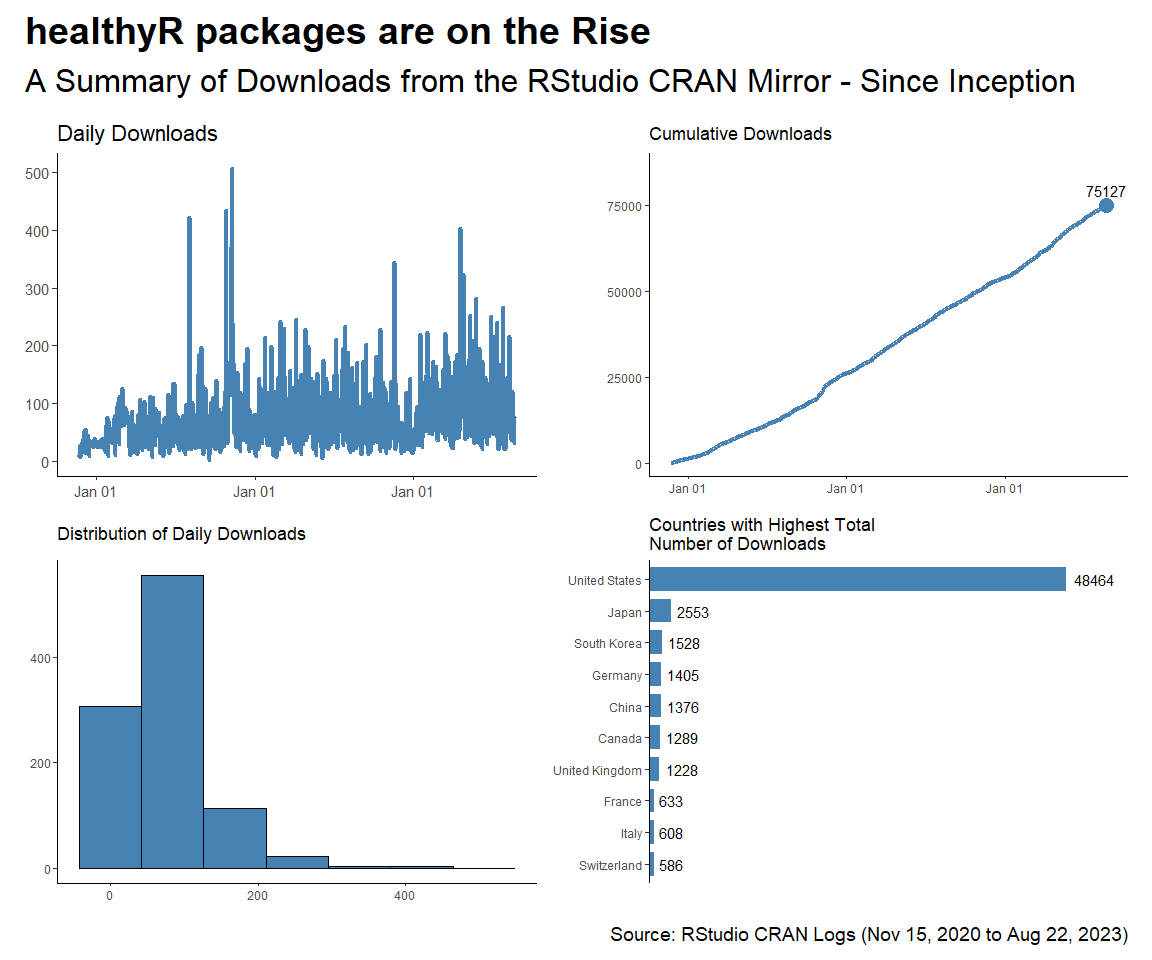 healthyR packages are on the Rise
A Summary of Downloads from the RStudio CRAN Mirror - Since Inception
Daily Downloads
500
400
300
200
100
0
Jan 01
Jan 01
Jan 01
Cumulative Downloads
75127
75000
50000
25000
0
Jan 01
Jan 01
Jan 01
Distribution of Daily Downloads
400
200
0
0
200
400
Countries with Highest Total
Number of Downloads
United States 48464
Japan 2553
South Korea 1528
Germany 1405
China 1376
Canada 1289
United Kingdom 1228
France 633
Italy 608
Switzerland 586
Source: RStudio CRAN Logs (Nov 15, 2020 to Aug 22, 2023)